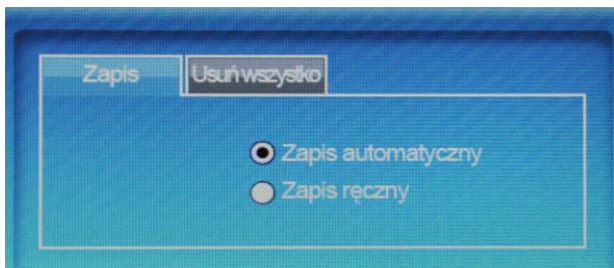 Zapis
Usuń wszystko
Zapis automatyczny
Zapis ręczny